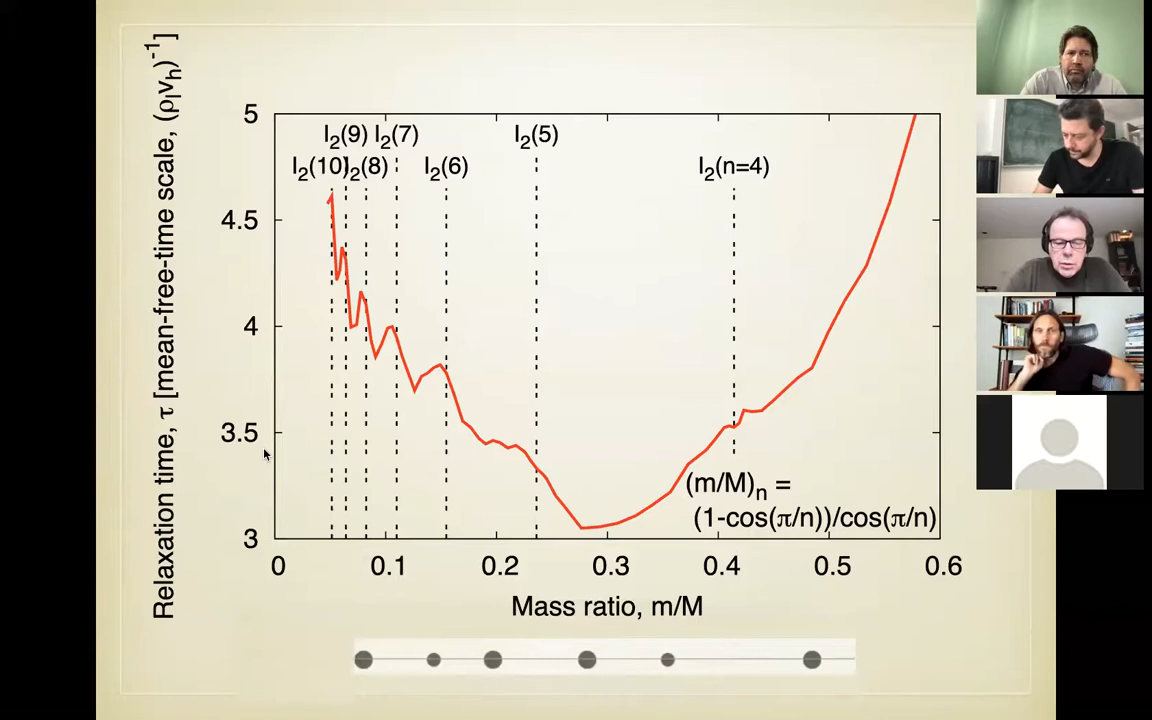 Relaxation time, τ [mean-free-time scale, (ρ_l v_h)^-1]
5
4.5
4
3.5
3
I₂(9) I₂(7)
I₂(5)
I₂(10) I₂(8)
I₂(6)
I₂(n=4)
(m/M)ₙ =
(1-cos(π/n))/cos(π/n)
0
0.1
0.2
0.3
0.4
0.5
0.6
Mass ratio, m/M